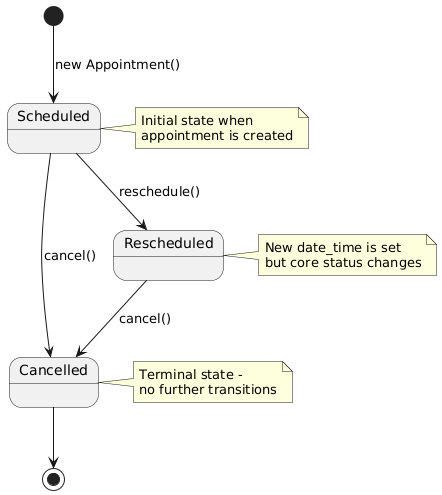 new Appointment()
Scheduled
Initial state when
appointment is created
reschedule()
Rescheduled
New date_time is set
but core status changes
cancel()
cancel()
Cancelled
Terminal state -
no further transitions